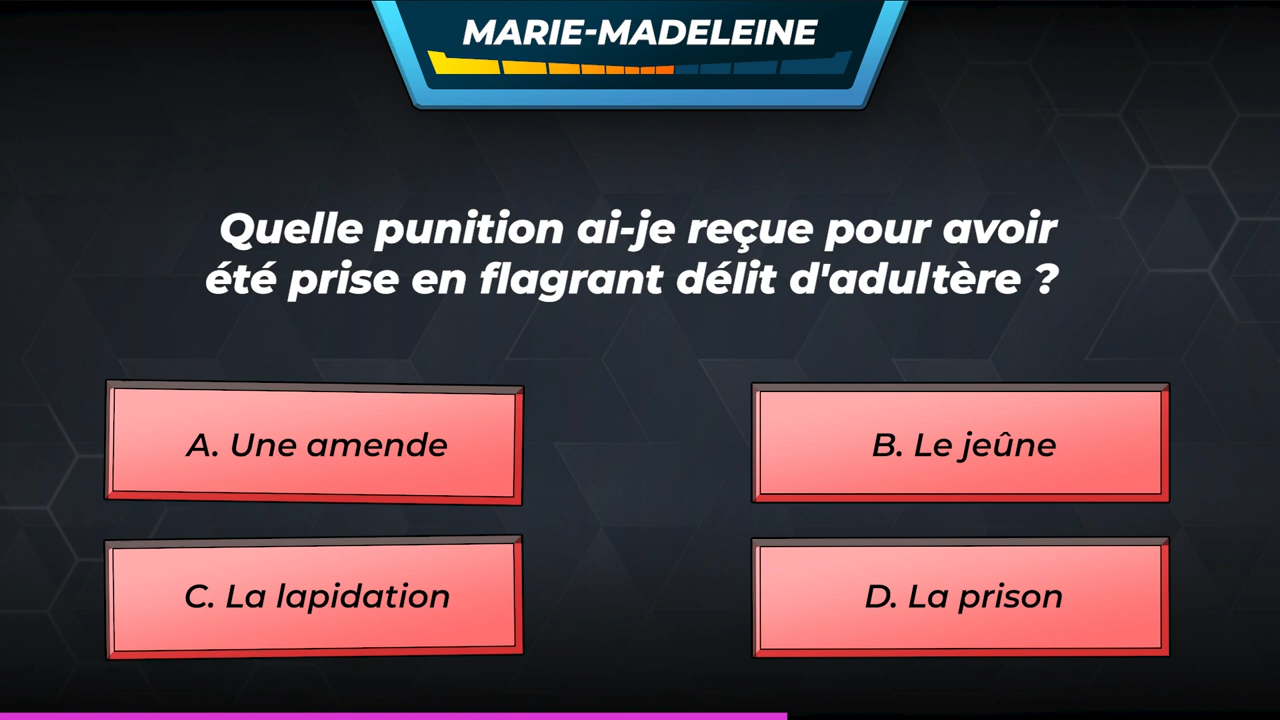 MARIE-MADELEINE
Quelle punition ai-je reçue pour avoir
été prise en flagrant délit d'adultère ?
A. Une amende
B. Le jeûne
C. La lapidation
D. La prison